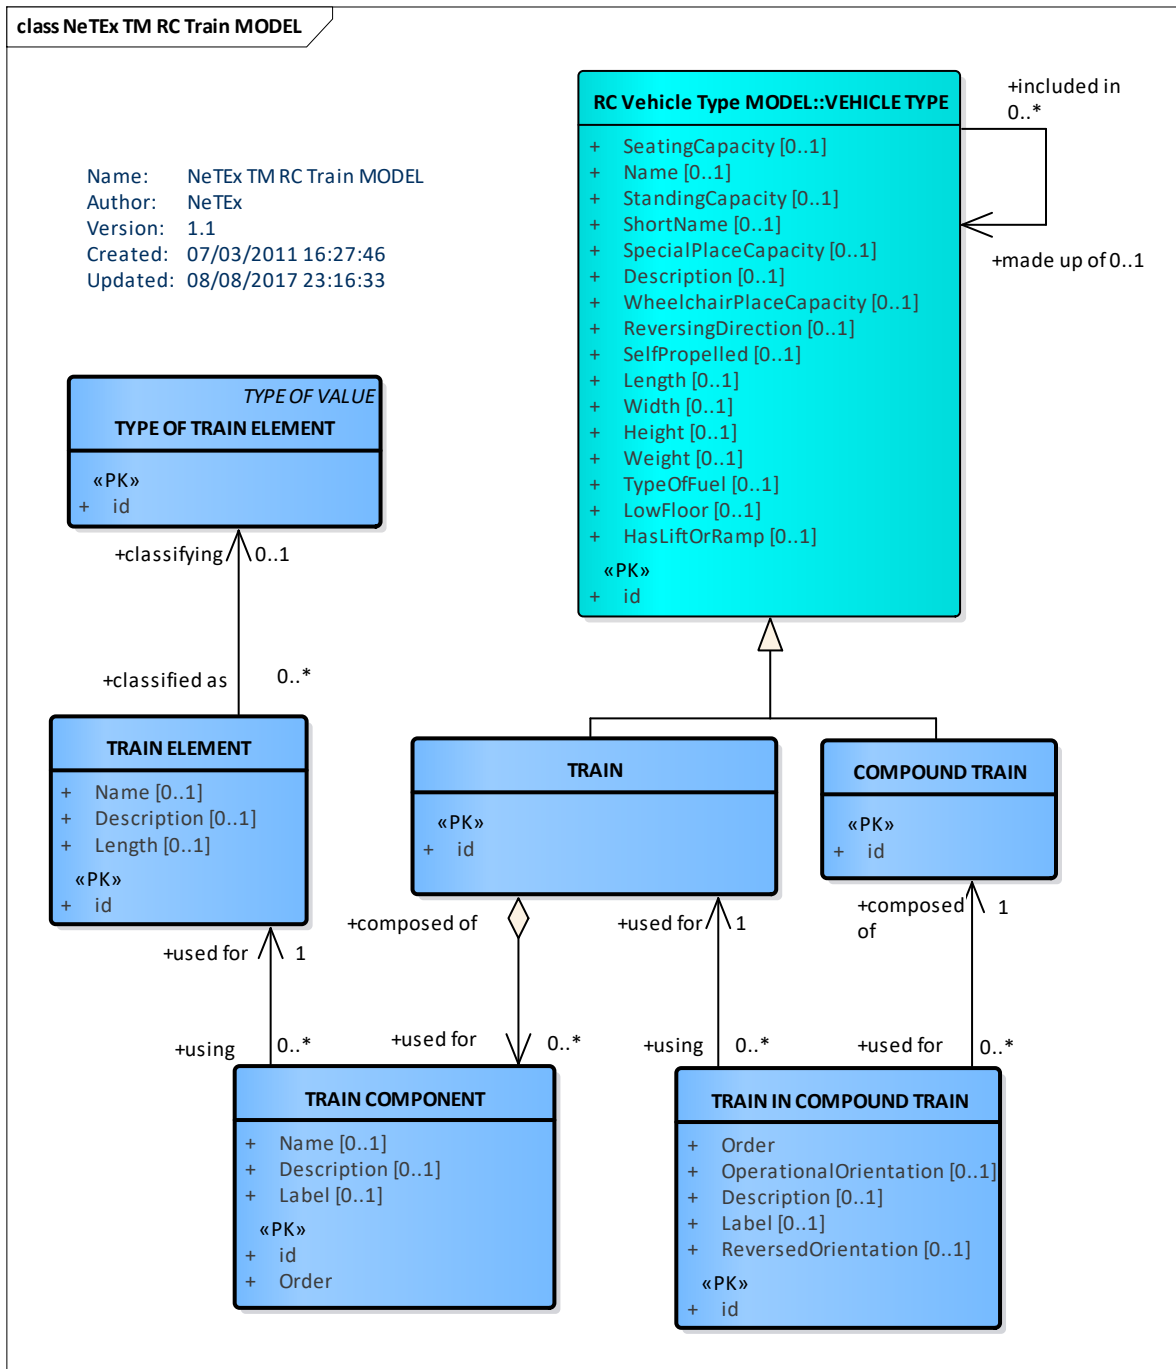 class NeTEx TM RC Train MODEL
Name: NeTEx TM RC Train MODEL
Author: NeTEx
Version: 1.1
Created: 07/03/2011 16:27:46
Updated: 08/08/2017 23:16:33
RC Vehicle Type MODEL::VEHICLE TYPE
+ SeatingCapacity [0..1]
+ Name [0..1]
+ StandingCapacity [0..1]
+ ShortName [0..1]
+ SpecialPlaceCapacity [0..1]
+ Description [0..1]
+ WheelchairPlaceCapacity [0..1]
+ ReversingDirection [0..1]
+ SelfPropelled [0..1]
+ Length [0..1]
+ Width [0..1]
+ Height [0..1]
+ Weight [0..1]
+ TypeOfFuel [0..1]
+ LowFloor [0..1]
+ HasLiftOrRamp [0..1]
«PK»
+ id
+included in
0..*
+made up of 0..1
TYPE OF VALUE
TYPE OF TRAIN ELEMENT
«PK»
+ id
+classifying 0..1
+classified as 0..*
TRAIN ELEMENT
+ Name [0..1]
+ Description [0..1]
+ Length [0..1]
«PK»
+ id
TRAIN
«PK»
+ id
COMPOUND TRAIN
«PK»
+ id
+used for 1
+using 0..*
+composed of
+used for 0..*
+used for 1
+using 0..*
+composed
of
1
+used for 0..*
TRAIN COMPONENT
+ Name [0..1]
+ Description [0..1]
+ Label [0..1]
«PK»
+ id
+ Order
TRAIN IN COMPOUND TRAIN
+ Order
+ OperationalOrientation [0..1]
+ Description [0..1]
+ Label [0..1]
+ ReversedOrientation [0..1]
«PK»
+ id